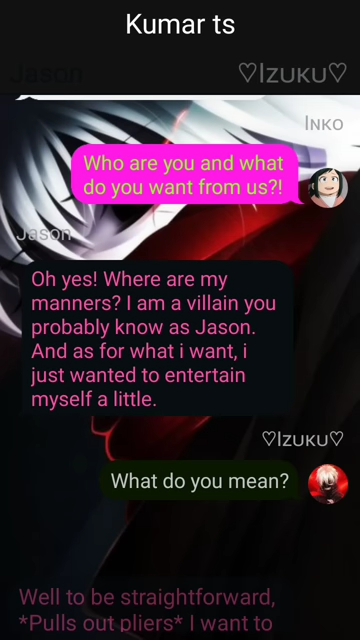 Kumar ts
Jason
♡Izuku♡
Inko
Who are you and what
do you want from us?!
Jason
Oh yes! Where are my
manners? I am a villain you
probably know as Jason.
And as for what i want, i
just wanted to entertain
myself a little.
♡Izuku♡
What do you mean?
Well to be straightforward,
*Pulls out pliers* I want to